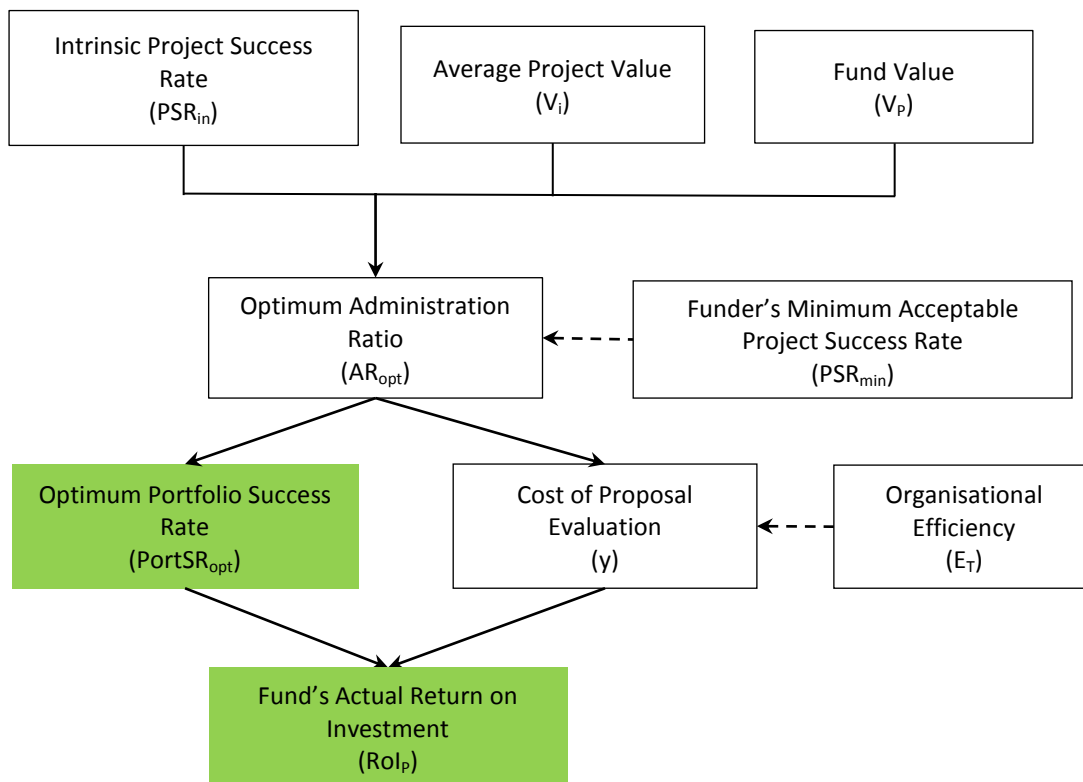 Intrinsic Project Success
Rate
(PSRin)
Average Project Value
(Vi)
Fund Value
(VP)
Optimum Administration
Ratio
(ARopt)
Funder’s Minimum Acceptable
Project Success Rate
(PSRmin)
Optimum Portfolio Success
Rate
(PortSRopt)
Cost of Proposal
Evaluation
(y)
Organisational
Efficiency
(ET)
Fund’s Actual Return on
Investment
(RoIP)